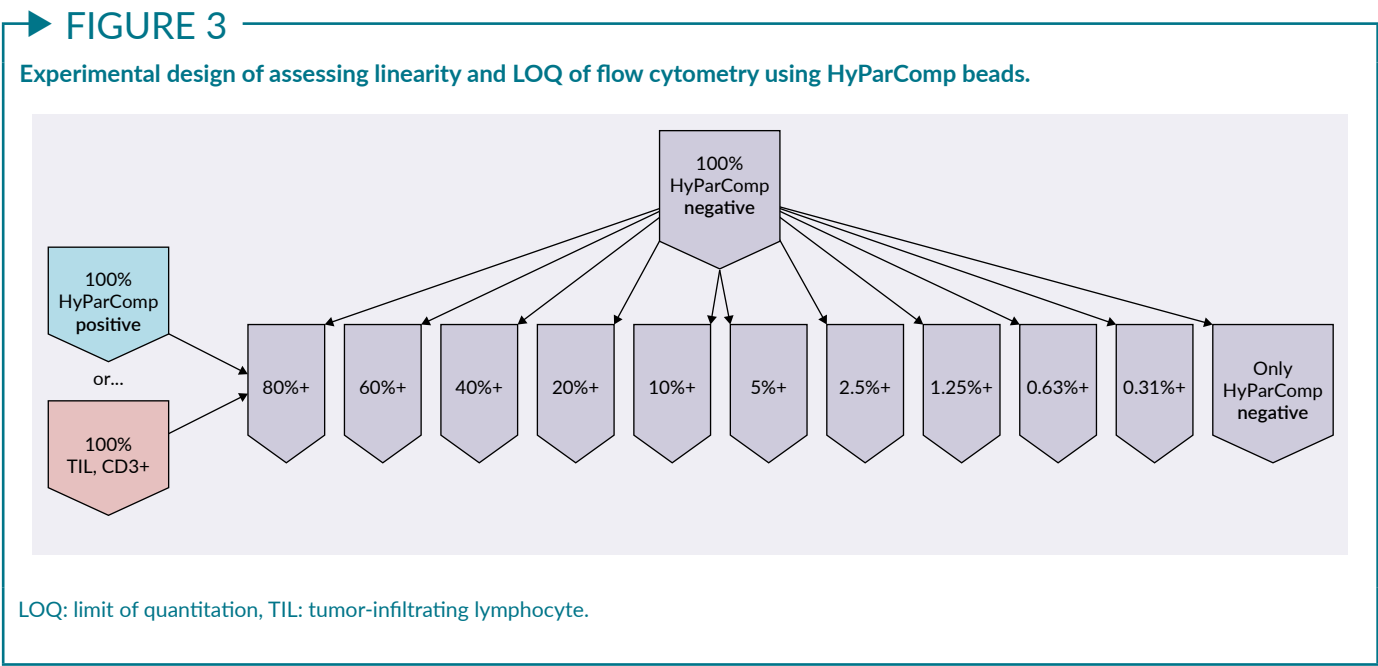 FIGURE 3
Experimental design of assessing linearity and LOQ of flow cytometry using HyParComp beads.
100%
HyParComp
negative
100%
HyParComp
positive
or...
100%
TIL, CD3+
80%+
60%+
40%+
20%+
10%+
5%+
2.5%+
1.25%+
0.63%+
0.31%+
Only
HyParComp
negative
LOQ: limit of quantitation, TIL: tumor-infiltrating lymphocyte.